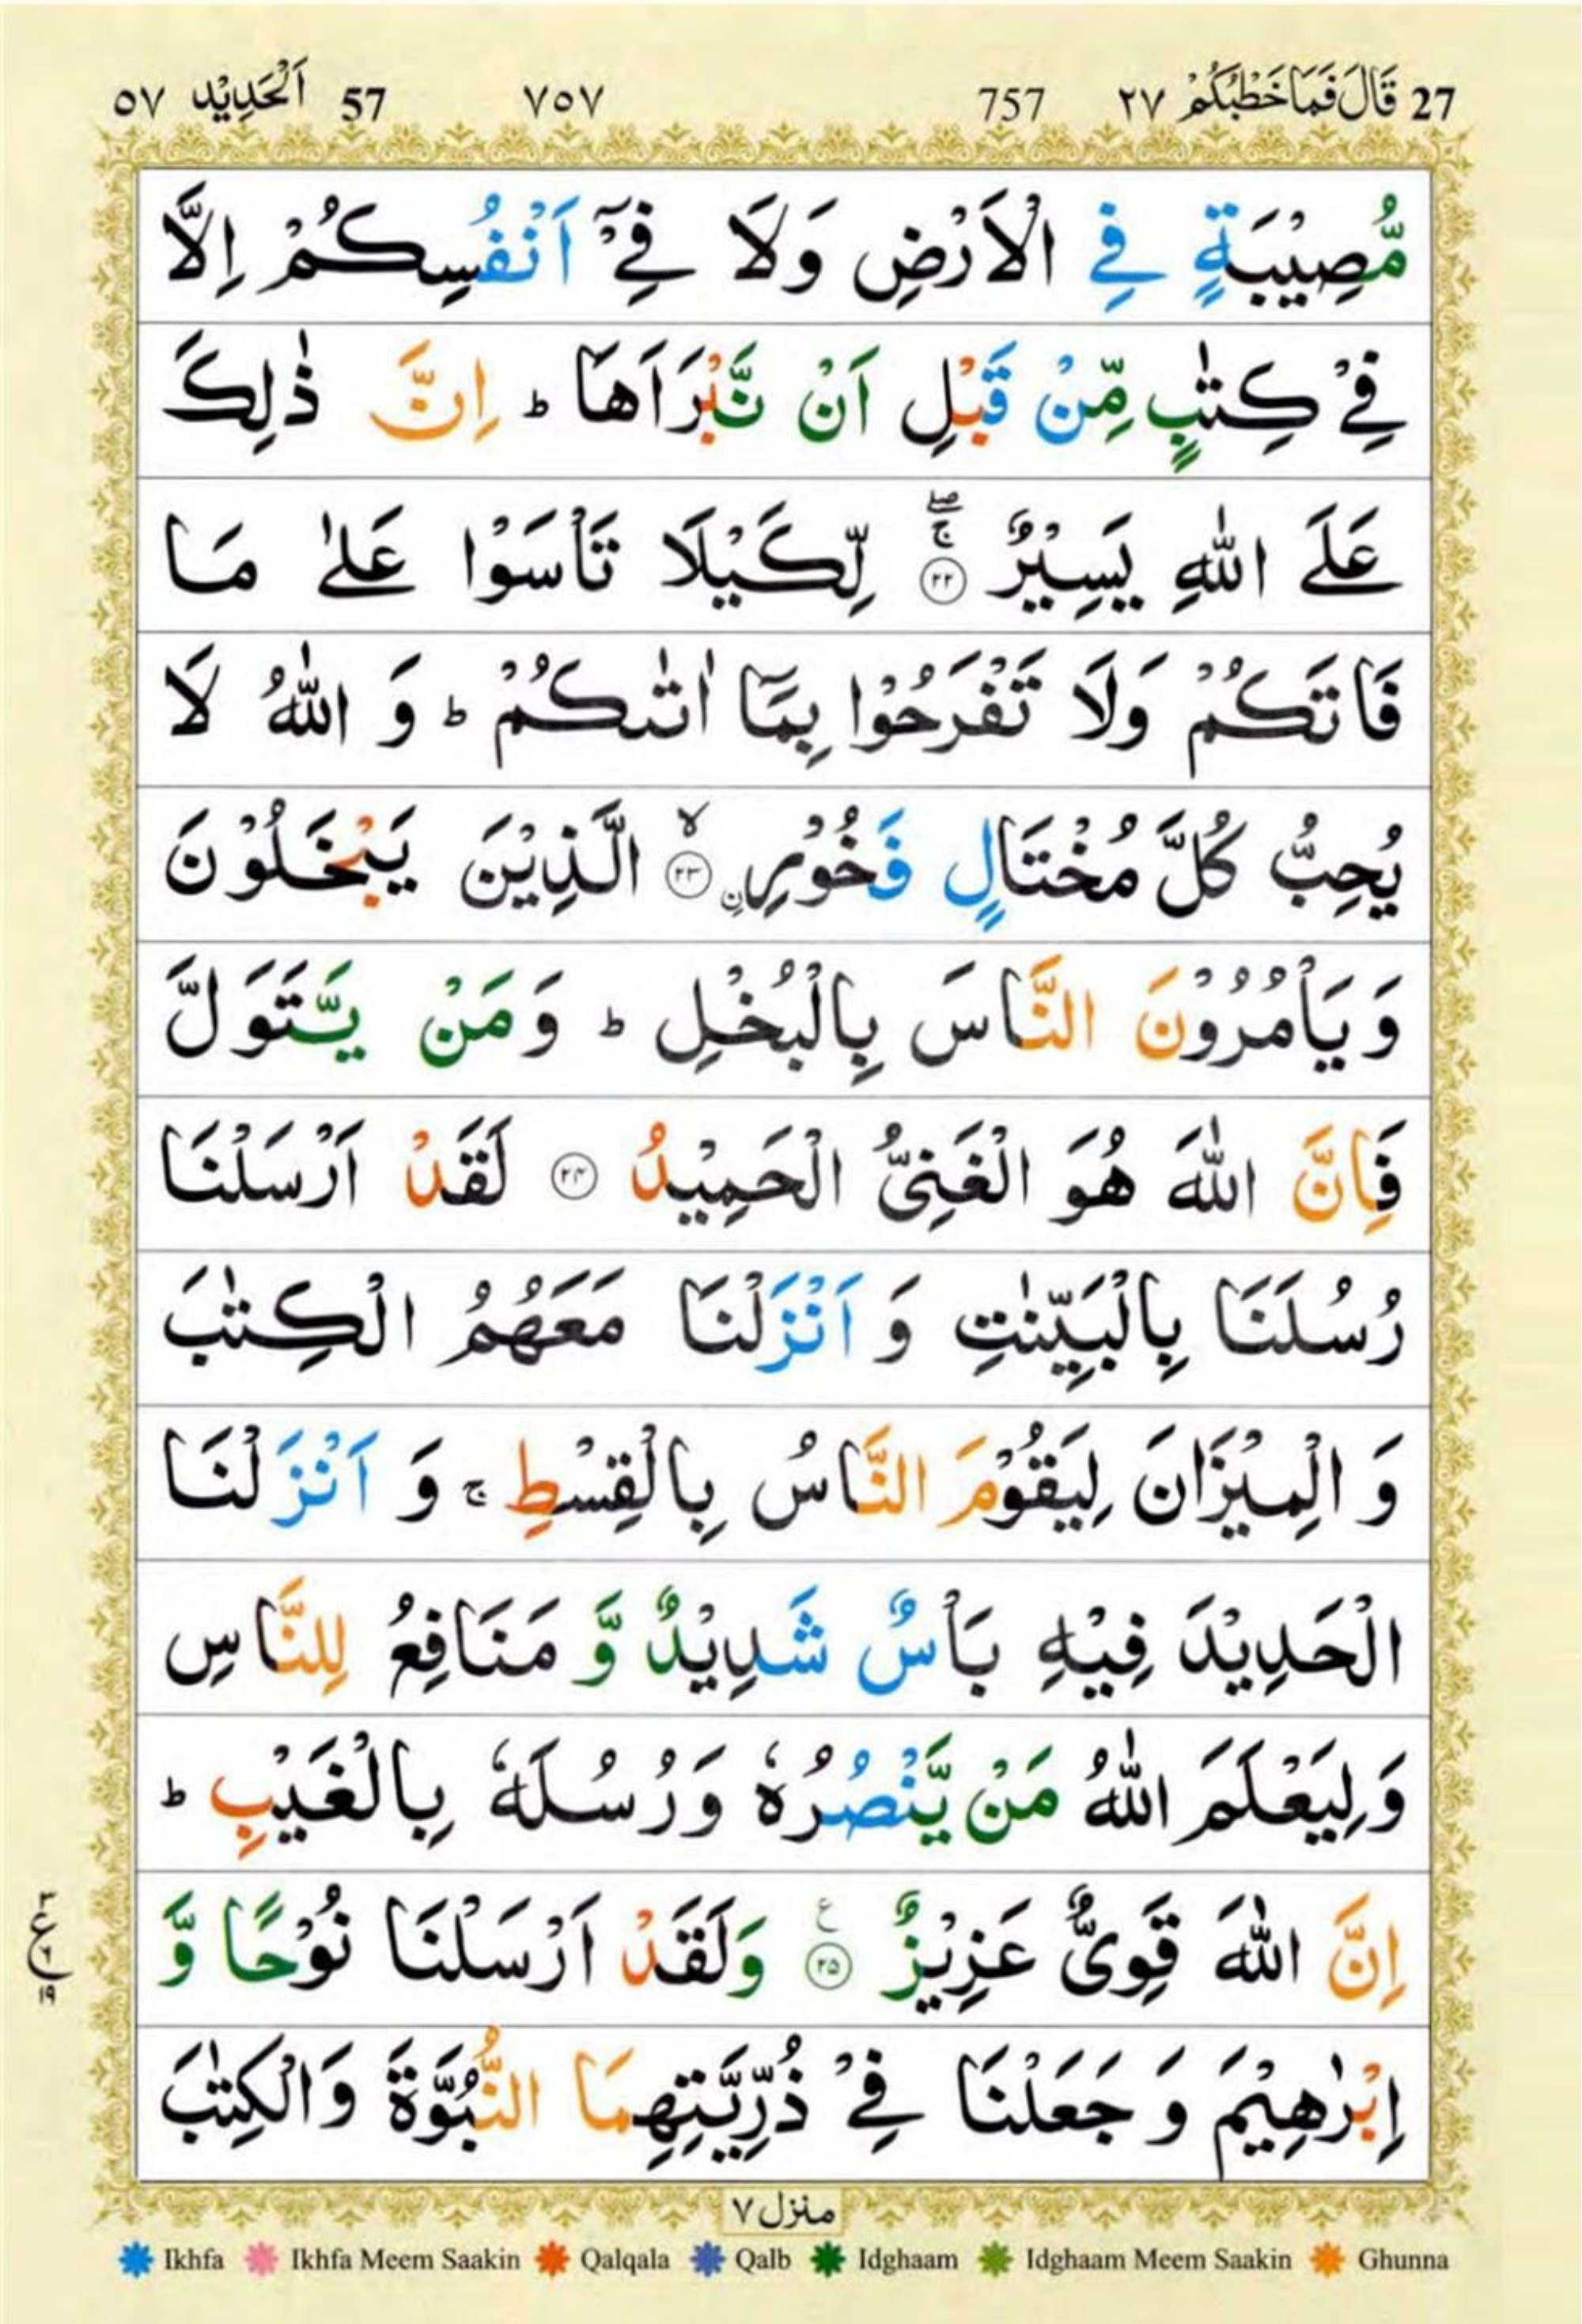 27 قَالَ فَمَا خَطْبُكُمْ ٢٧ 757 ٧٥٧ 57 اَلْحَدِيْد ٥٧
مُّصِيْبَةٍ فِي الْاَرْضِ وَلَا فِيْٓ اَنْفُسِكُمْ اِلَّا
فِيْ كِتٰبٍ مِّنْ قَبْلِ اَنْ نَّبْرَاَهَا ؕ اِنَّ ذٰلِكَ
عَلَى اللّٰهِ يَسِيْرٌ ۚۖ ﴿٢٢﴾ لِّكَيْلَا تَاْسَوْا عَلٰى مَا
فَاتَكُمْ وَلَا تَفْرَحُوْا بِمَاۤ اٰتٰىكُمْ ؕ وَ اللّٰهُ لَا
يُحِبُّ كُلَّ مُخْتَالٍ فَخُوْرِ ۙ ﴿٢٣﴾ ن الَّذِيْنَ يَبْخَلُوْنَ
وَيَاْمُرُوْنَ النَّاسَ بِالْبُخْلِ ؕ وَمَنْ يَّتَوَلَّ
فَاِنَّ اللّٰهَ هُوَ الْغَنِيُّ الْحَمِيْدُ ﴿٢٤﴾ لَقَدْ اَرْسَلْنَا
رُسُلَنَا بِالْبَيِّنٰتِ وَ اَنْزَلْنَا مَعَهُمُ الْكِتٰبَ
وَ الْمِيْزَانَ لِيَقُوْمَ النَّاسُ بِالْقِسْطِ ۚ وَ اَنْزَلْنَا
الْحَدِيْدَ فِيْهِ بَاْسٌ شَدِيْدٌ وَّ مَنَافِعُ لِلنَّاسِ
وَلِيَعْلَمَ اللّٰهُ مَنْ يَّنْصُرُهٗ وَرُسُلَهٗ بِالْغَيْبِ ؕ
اِنَّ اللّٰهَ قَوِيٌّ عَزِيْزٌ ﴿٢٥﴾ ع وَلَقَدْ اَرْسَلْنَا نُوْحًا وَّ
٣ ع ٦ ١٩
اِبْرٰهِيْمَ وَ جَعَلْنَا فِيْ ذُرِّيَّتِهِمَا النُّبُوَّةَ وَالْكِتٰبَ
منزل ٧
Ikhfa Ikhfa Meem Saakin Qalqala Qalb Idghaam Idghaam Meem Saakin Ghunna